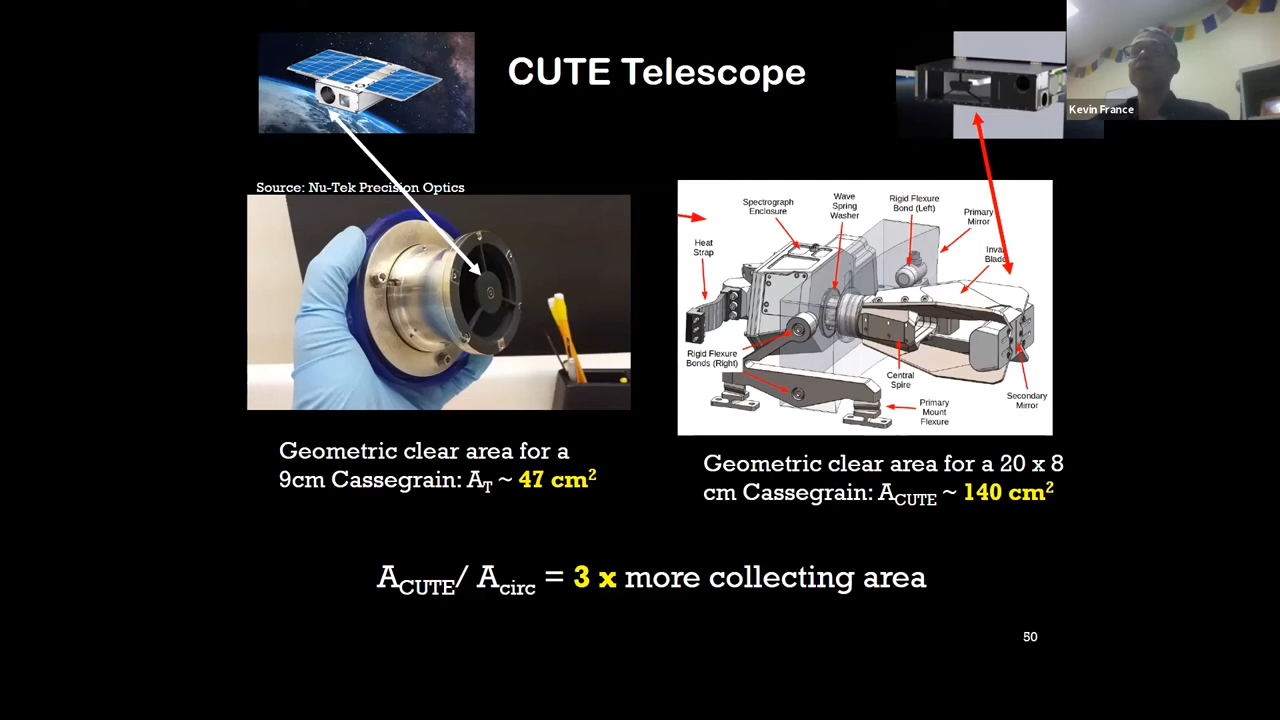 CUTE Telescope
Kevin France
Source: Nu-Tek Precision Optics
Spectrograph
Enclosure
Wave
Spring
Washer
Rigid Flexure
Bond (Left)
Primary
Mirror
Heat
Strap
Invar
Blade
Rigid Flexure
Bonds (Right)
Central
Spire
Primary
Mount
Flexure
Secondary
Mirror
Geometric clear area for a
9cm Cassegrain: A_T ~ 47 cm²
Geometric clear area for a 20 x 8
cm Cassegrain: A_CUTE ~ 140 cm²
A_CUTE/ A_circ = 3 x more collecting area
50